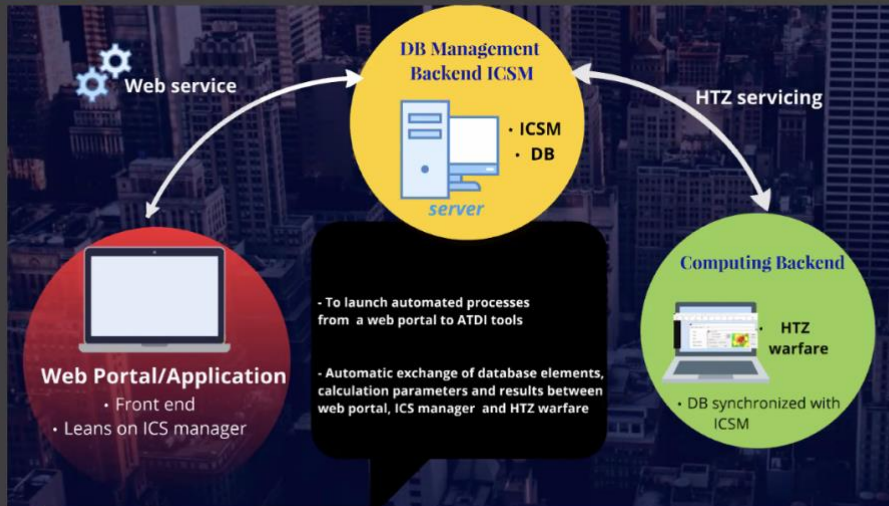 DB Management
Backend ICSM
Web service
HTZ servicing
· ICSM
· DB
server
Computing Backend
- To launch automated processes
from a web portal to ATDI tools
· HTZ
warfare
Web Portal/Application
- Automatic exchange of database elements,
calculation parameters and results between
web portal, ICS manager and HTZ warfare
· Front end
· Leans on ICS manager
· DB synchronized with
ICSM